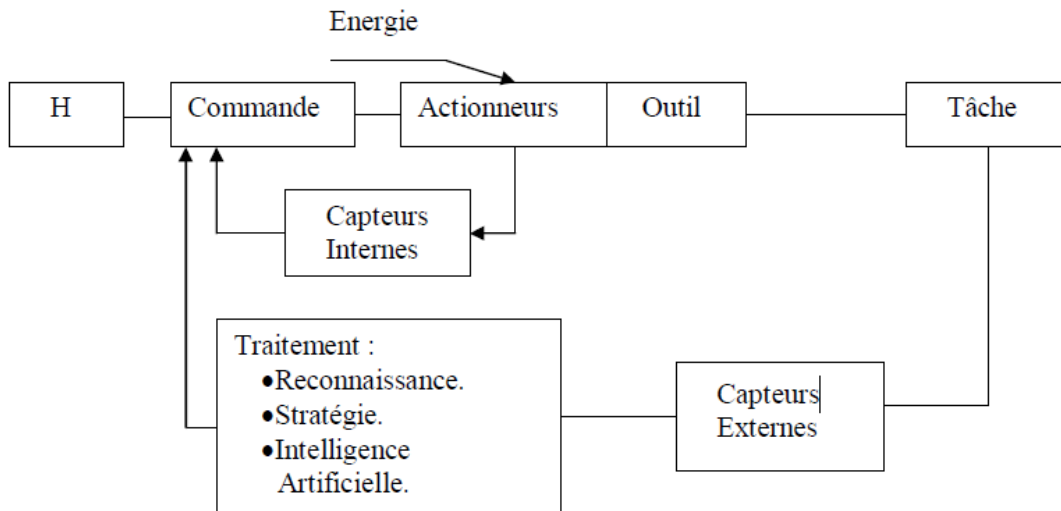 Energie
H
Commande
Actionneurs
Outil
Tâche
Capteurs
Internes
Traitement :
•Reconnaissance.
•Stratégie.
•Intelligence
Artificielle.
Capteurs
Externes